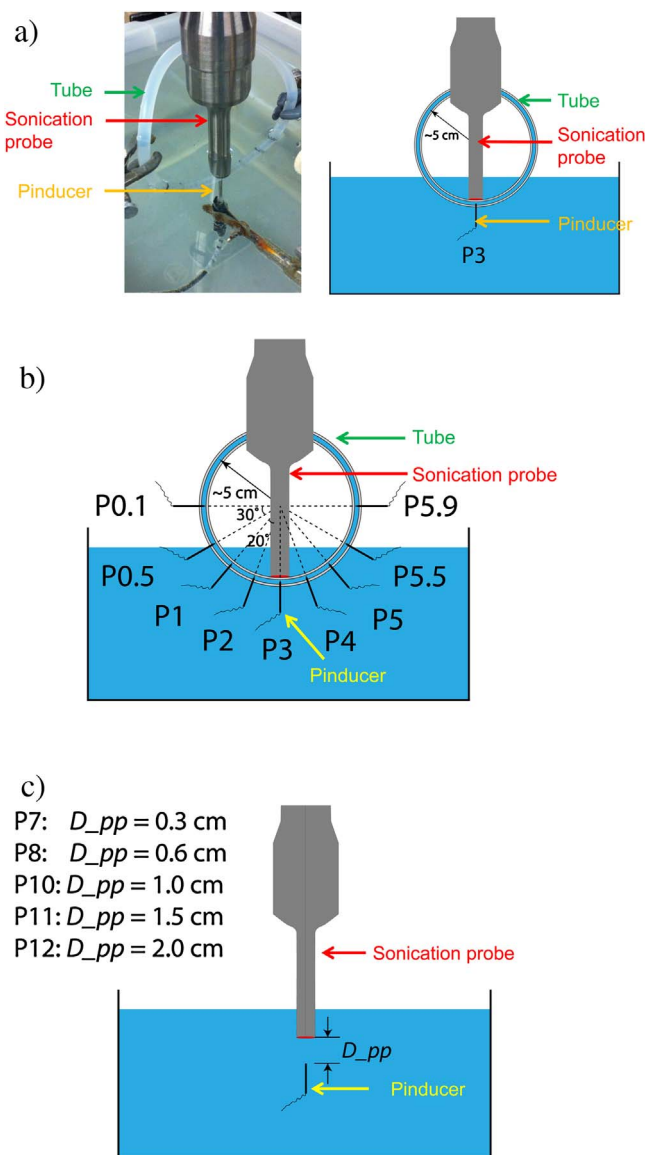 a)
Tube
Sonication
probe
Pinducer
~5 cm
Tube
Sonication
probe
Pinducer
P3
b)
Tube
Sonication probe
~5 cm
P0.1
30°
P5.9
20°
P0.5
P5.5
P1
P5
P2
P4
P3
Pinducer
c)
P7: D_pp = 0.3 cm
P8: D_pp = 0.6 cm
P10: D_pp = 1.0 cm
P11: D_pp = 1.5 cm
P12: D_pp = 2.0 cm
Sonication probe
D_pp
Pinducer